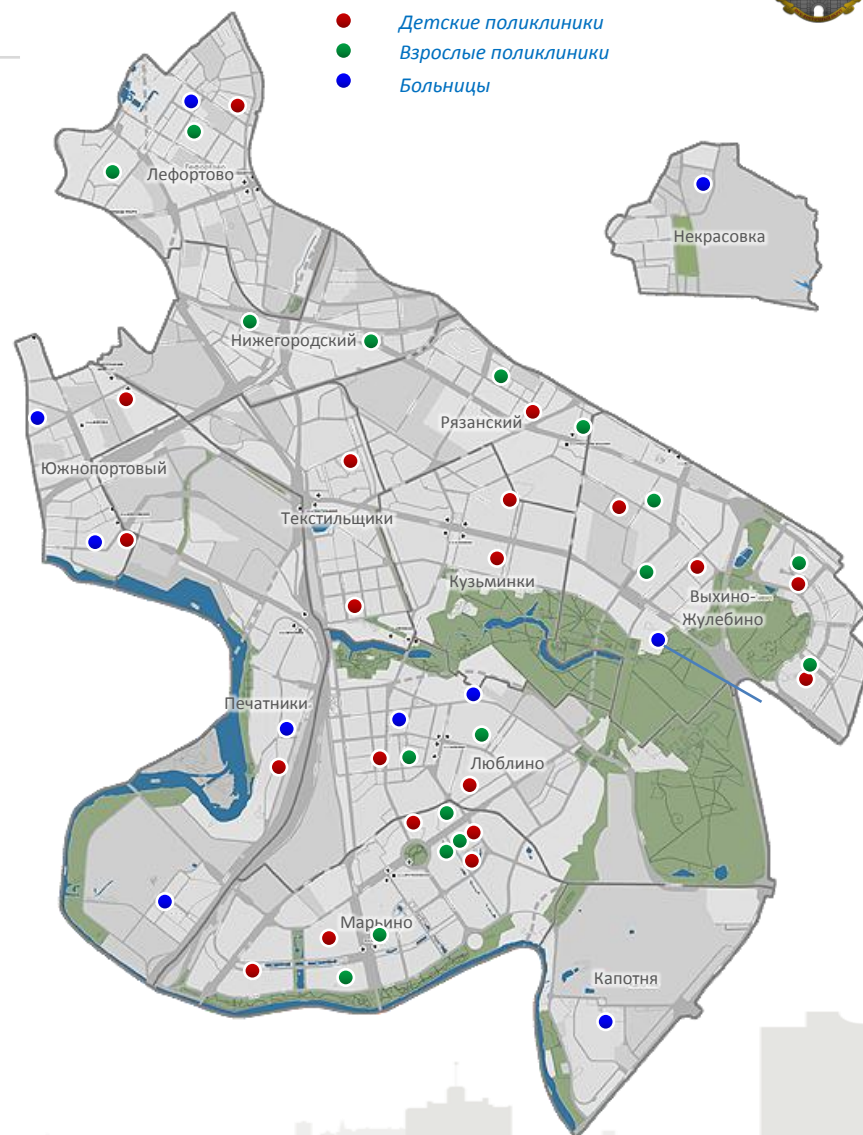 Детские поликлиники
Взрослые поликлиники
Больницы
Лефортово
Некрасовка
Нижегородский
Рязанский
Южнопортовый
Текстильщики
Кузьминки
Выхино-
Жулебино
Печатники
Люблино
Марьино
Капотня